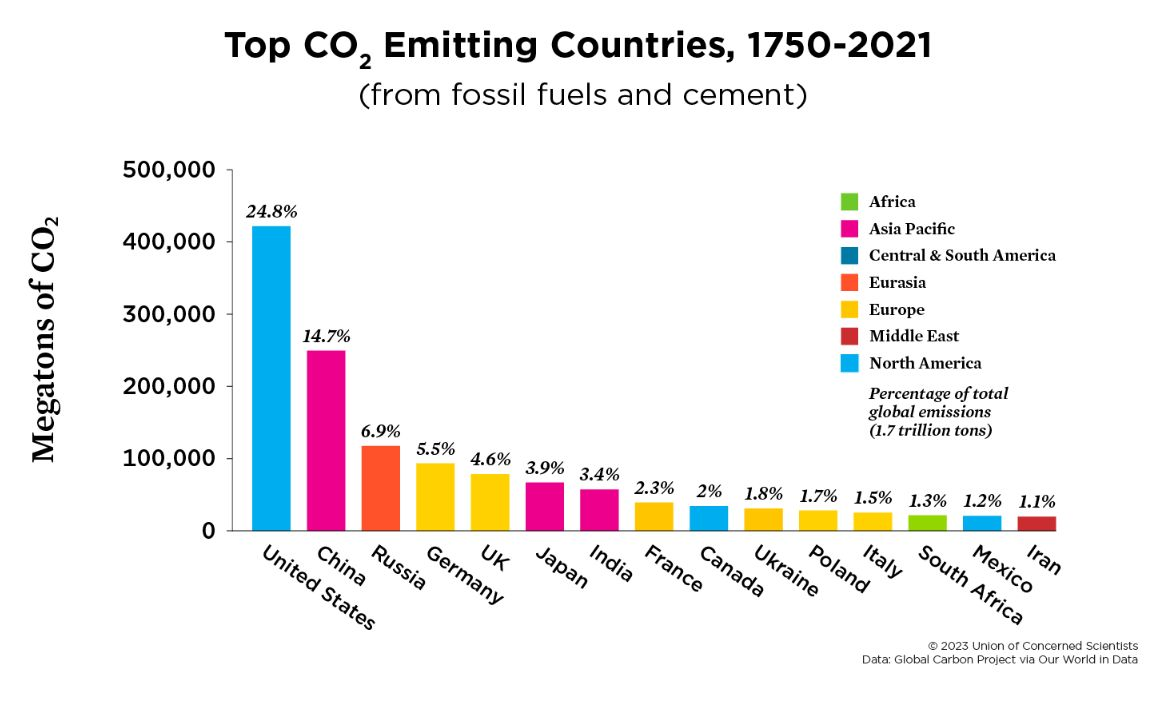 Top CO₂ Emitting Countries, 1750-2021
(from fossil fuels and cement)
Megatons of CO₂
500,000
400,000
300,000
200,000
100,000
0
24.8%
14.7%
6.9%
5.5%
4.6%
3.9%
3.4%
2.3%
2%
1.8%
1.7%
1.5%
1.3%
1.2%
1.1%
United States
China
Russia
Germany
UK
Japan
India
France
Canada
Ukraine
Poland
Italy
South Africa
Mexico
Iran
Africa
Asia Pacific
Central & South America
Eurasia
Europe
Middle East
North America
Percentage of total
global emissions
(1.7 trillion tons)
© 2023 Union of Concerned Scientists
Data: Global Carbon Project via Our World in Data